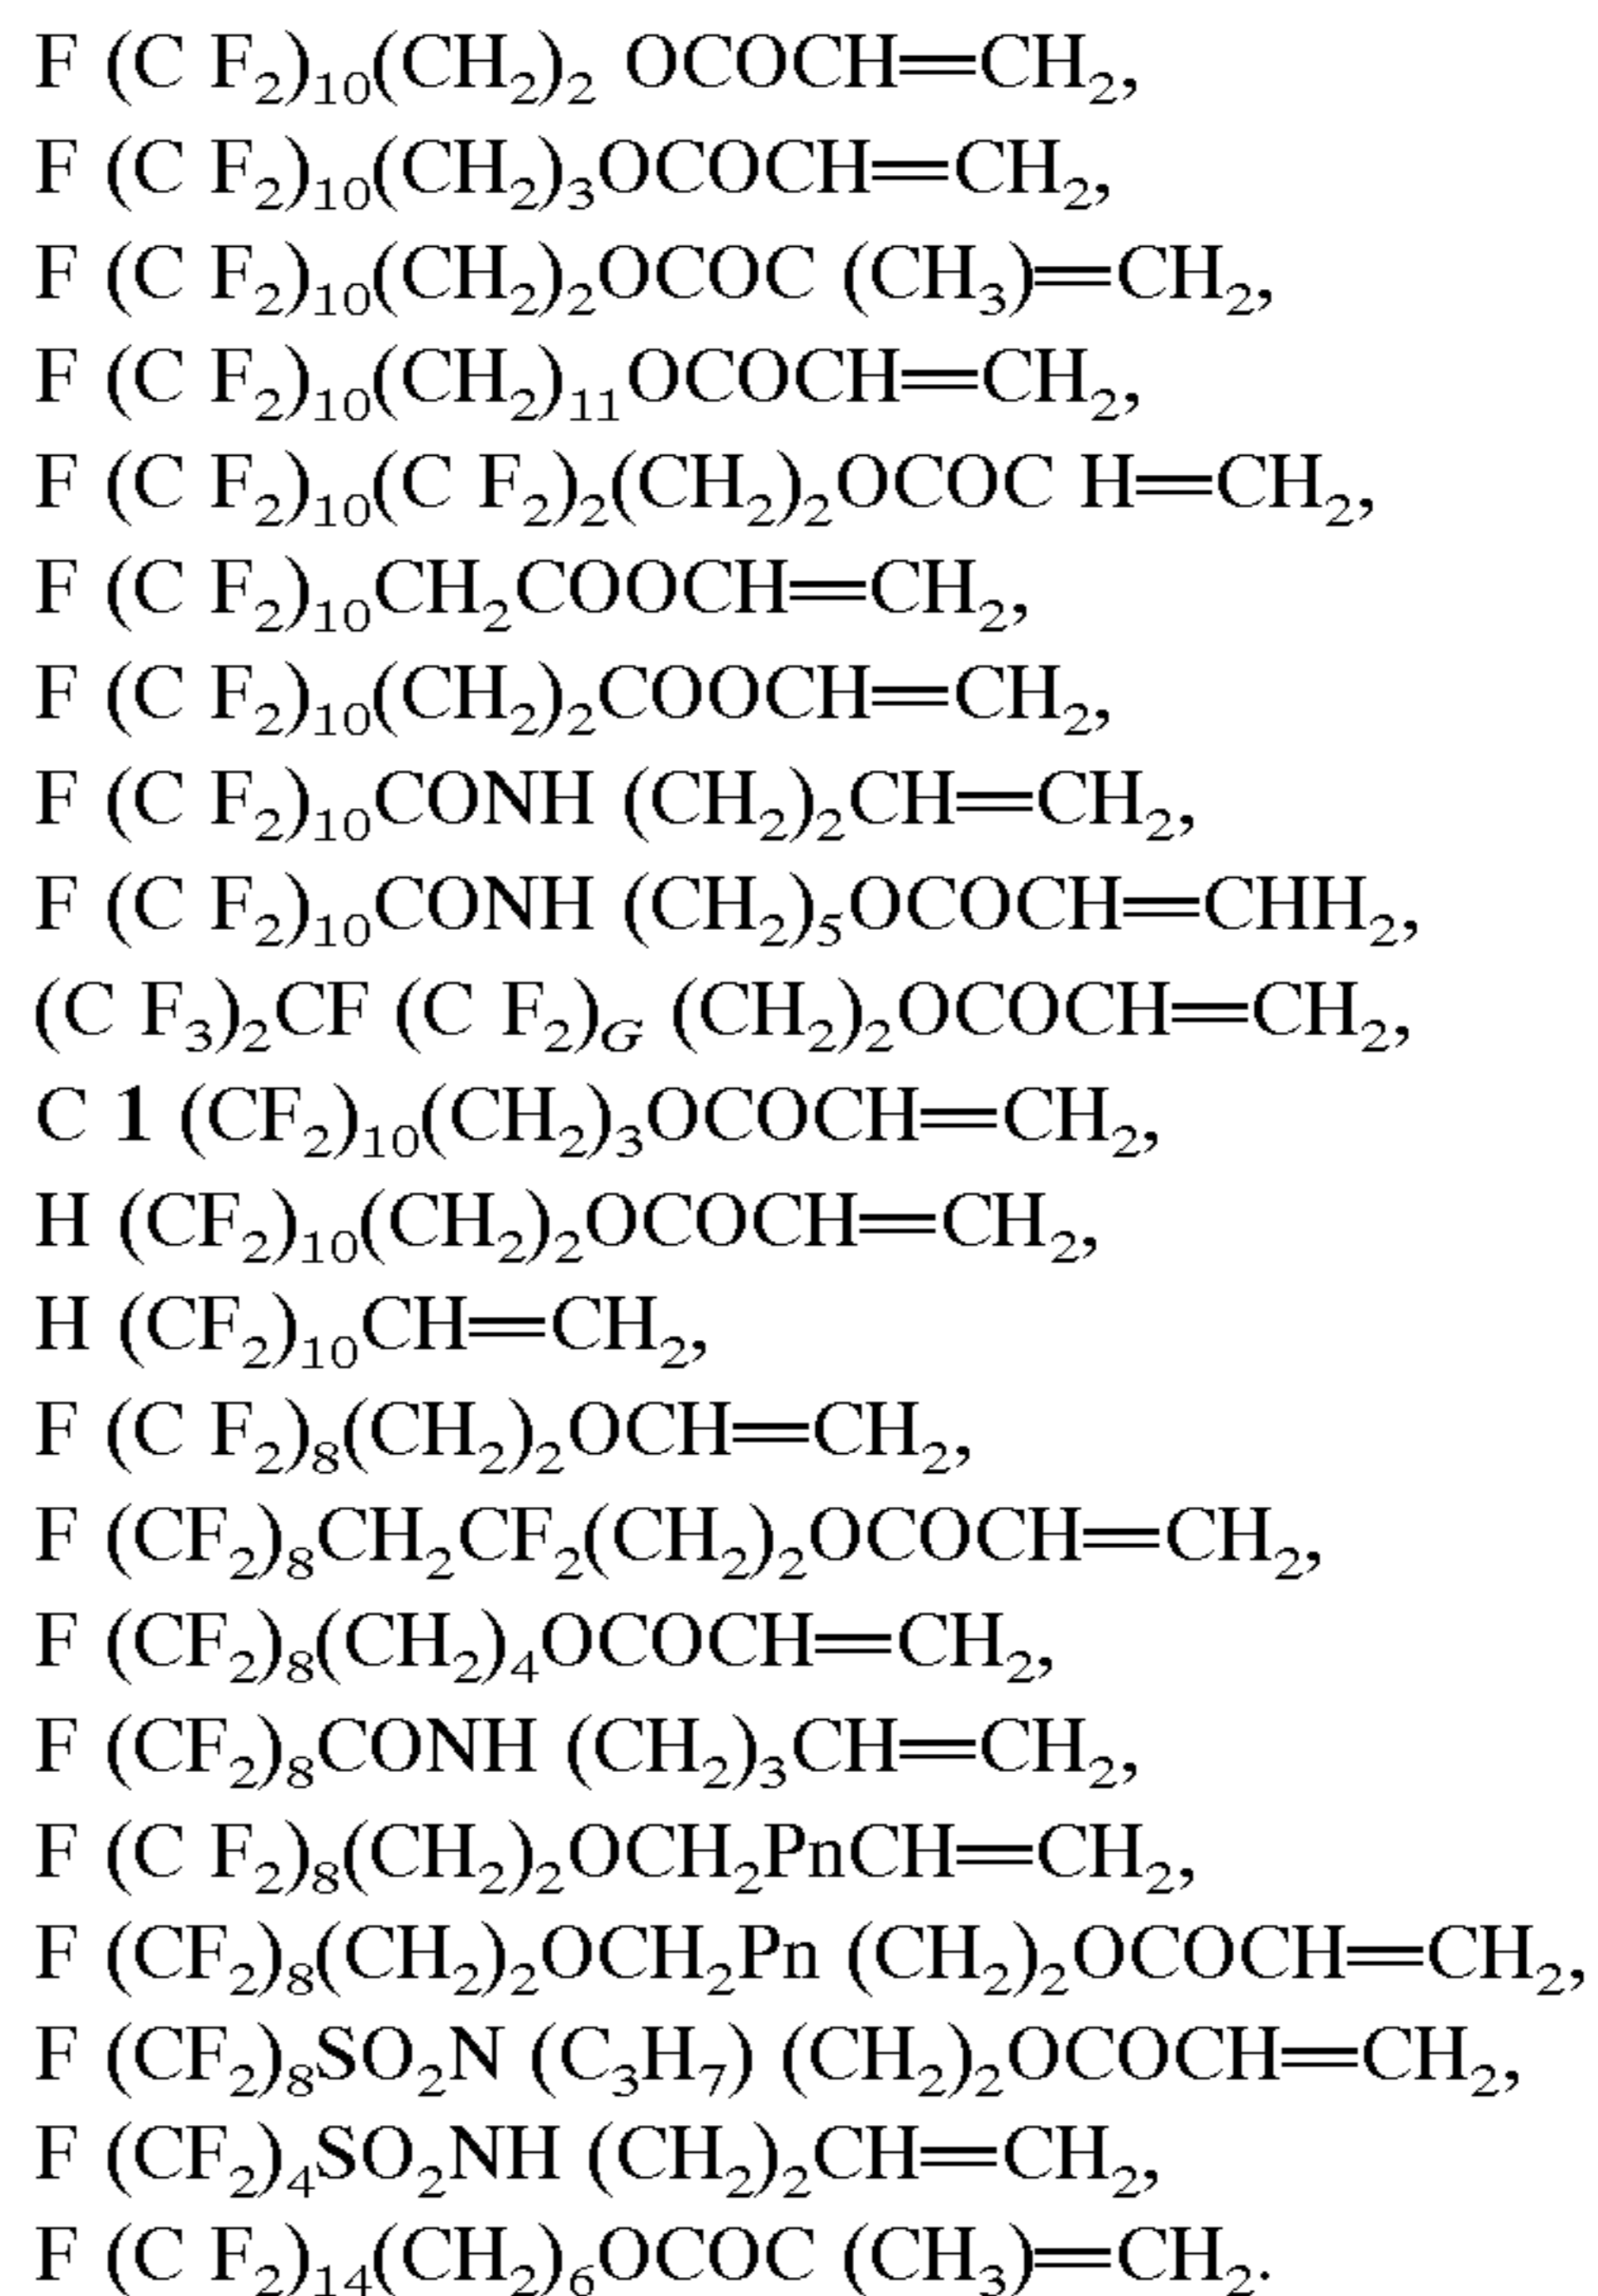 F (C F₂)₁₀(CH₂)₂ OCOCH=CH₂,
F (C F₂)₁₀(CH₂)₃OCOCH=CH₂,
F (C F₂)₁₀(CH₂)₂OCOC (CH₃)=CH₂,
F (C F₂)₁₀(CH₂)₁₁OCOCH=CH₂,
F (C F₂)₁₀(C F₂)₂(CH₂)₂OCOC H=CH₂,
F (C F₂)₁₀CH₂COOCH=CH₂,
F (C F₂)₁₀(CH₂)₂COOCH=CH₂,
F (C F₂)₁₀CONH (CH₂)₂CH=CH₂,
F (C F₂)₁₀CONH (CH₂)₅OCOCH=CHH₂,
(C F₃)₂CF (C F₂)G (CH₂)₂OCOCH=CH₂,
C 1 (CF₂)₁₀(CH₂)₃OCOCH=CH₂,
H (CF₂)₁₀(CH₂)₂OCOCH=CH₂,
H (CF₂)₁₀CH=CH₂,
F (C F₂)₈(CH₂)₂OCH=CH₂,
F (CF₂)₈CH₂CF₂(CH₂)₂OCOCH=CH₂,
F (CF₂)₈(CH₂)₄OCOCH=CH₂,
F (CF₂)₈CONH (CH₂)₃CH=CH₂,
F (C F₂)₈(CH₂)₂OCH₂PnCH=CH₂,
F (CF₂)₈(CH₂)₂OCH₂Pn (CH₂)₂OCOCH=CH₂,
F (CF₂)₈SO₂N (C₃H₇) (CH₂)₂OCOCH=CH₂,
F (CF₂)₄SO₂NH (CH₂)₂CH=CH₂,
F (C F₂)₁₄(CH₂)₆OCOC (CH₃)=CH₂.